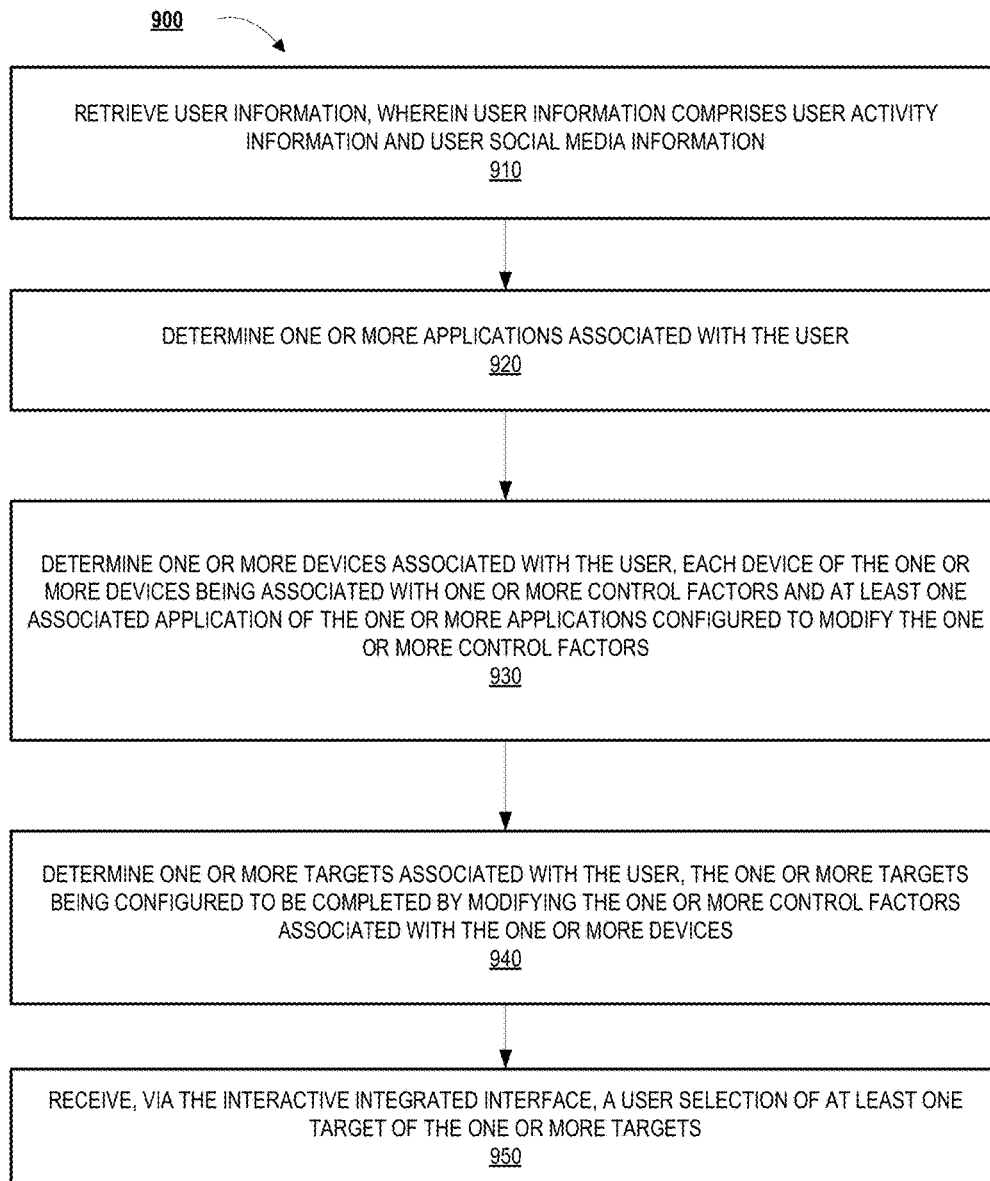 900
RETRIEVE USER INFORMATION, WHEREIN USER INFORMATION COMPRISES USER ACTIVITY
INFORMATION AND USER SOCIAL MEDIA INFORMATION
910
DETERMINE ONE OR MORE APPLICATIONS ASSOCIATED WITH THE USER
920
DETERMINE ONE OR MORE DEVICES ASSOCIATED WITH THE USER, EACH DEVICE OF THE ONE OR
MORE DEVICES BEING ASSOCIATED WITH ONE OR MORE CONTROL FACTORS AND AT LEAST ONE
ASSOCIATED APPLICATION OF THE ONE OR MORE APPLICATIONS CONFIGURED TO MODIFY THE ONE
OR MORE CONTROL FACTORS
930
DETERMINE ONE OR MORE TARGETS ASSOCIATED WITH THE USER, THE ONE OR MORE TARGETS
BEING CONFIGURED TO BE COMPLETED BY MODIFYING THE ONE OR MORE CONTROL FACTORS
ASSOCIATED WITH THE ONE OR MORE DEVICES
940
RECEIVE, VIA THE INTERACTIVE INTEGRATED INTERFACE, A USER SELECTION OF AT LEAST ONE
TARGET OF THE ONE OR MORE TARGETS
950